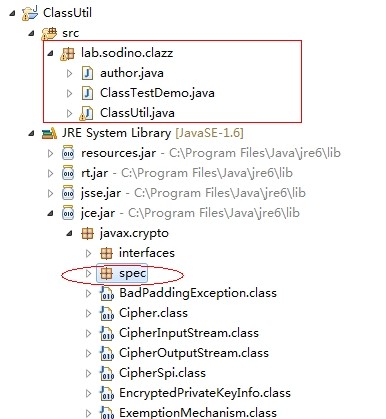 ClassUtil
src
lab.sodino.clazz
author.java
ClassTestDemo.java
ClassUtil.java
JRE System Library [JavaSE-1.6]
resources.jar - C:\Program Files\Java\jre6\lib
rt.jar - C:\Program Files\Java\jre6\lib
jsse.jar - C:\Program Files\Java\jre6\lib
jce.jar - C:\Program Files\Java\jre6\lib
javax.crypto
interfaces
spec
BadPaddingException.class
Cipher.class
CipherInputStream.class
CipherOutputStream.class
CipherSpi.class
EncryptedPrivateKeyInfo.class
ExemptionMechanism.class